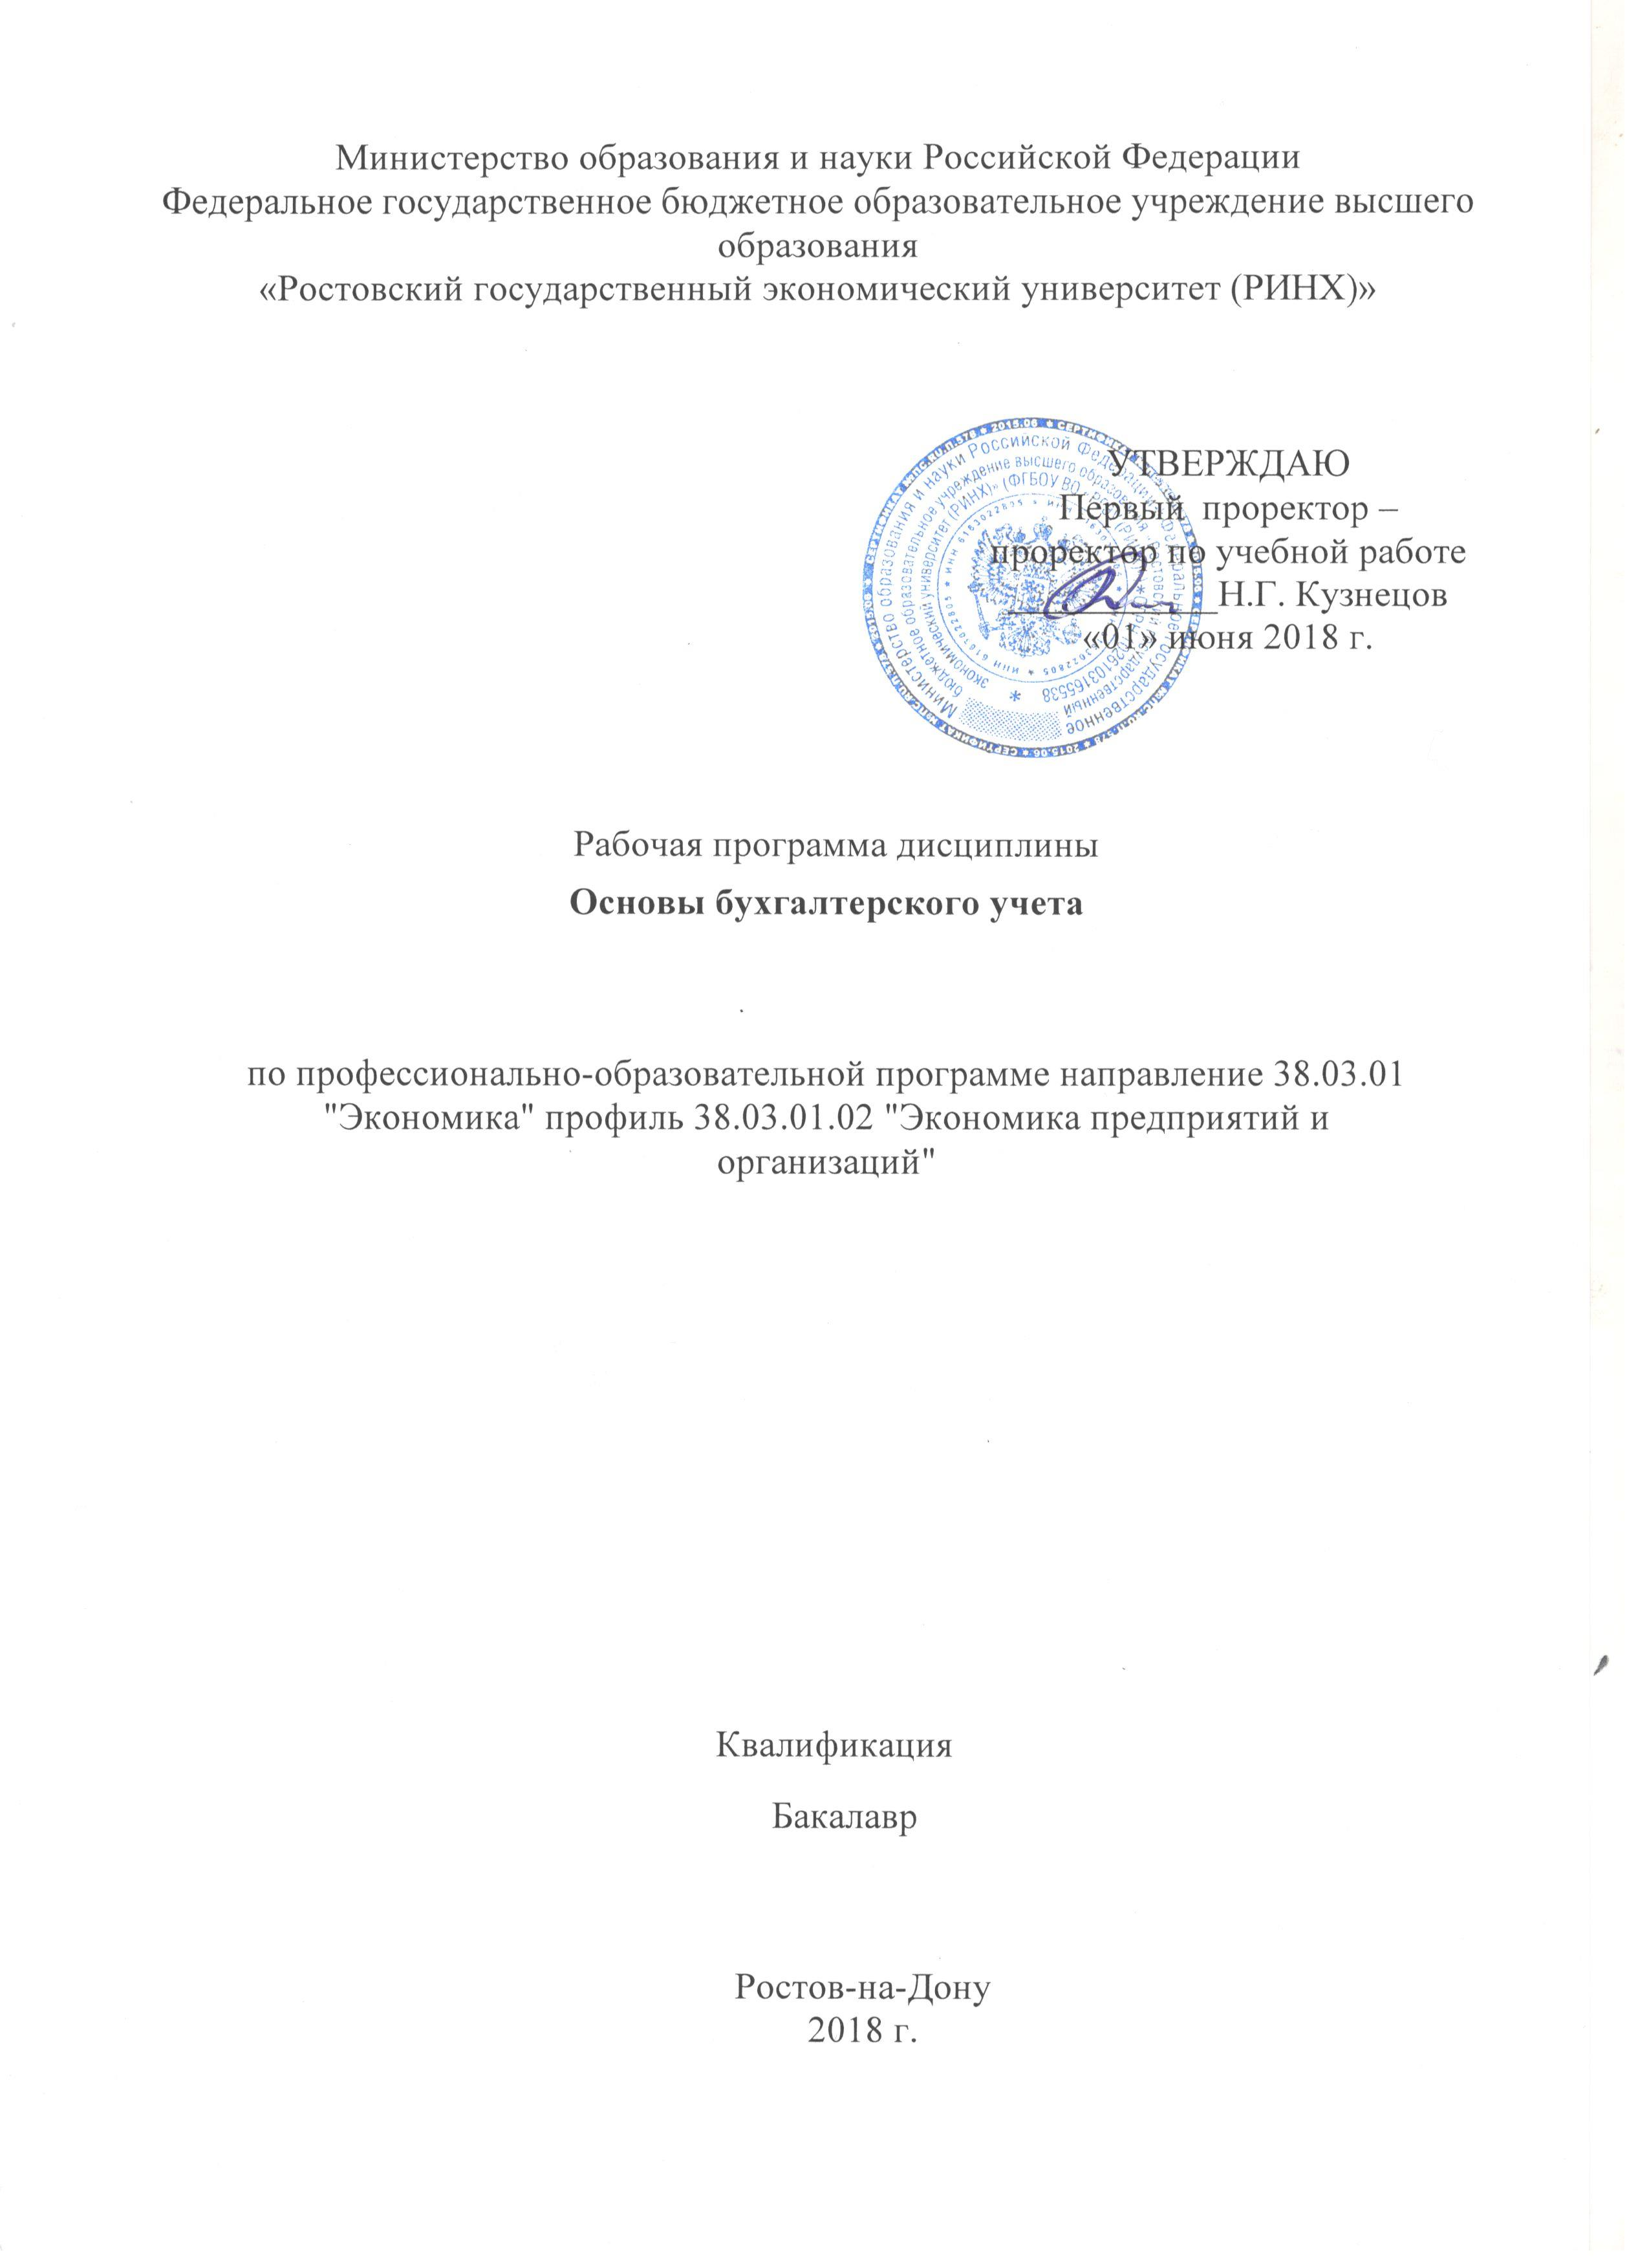 Министерство образования и науки Российской Федерации
Федеральное государственное бюджетное образовательное учреждение высшего
образования
«Ростовский государственный экономический университет (РИНХ)»
УТВЕРЖДАЮ
Первый проректор –
проректор по учебной работе
Н.Г. Кузнецов
«01» июня 2018 г.
Рабочая программа дисциплины
Основы бухгалтерского учета
по профессионально-образовательной программе направление 38.03.01
"Экономика" профиль 38.03.01.02 "Экономика предприятий и
организаций"
Квалификация
Бакалавр
Ростов-на-Дону
2018 г.